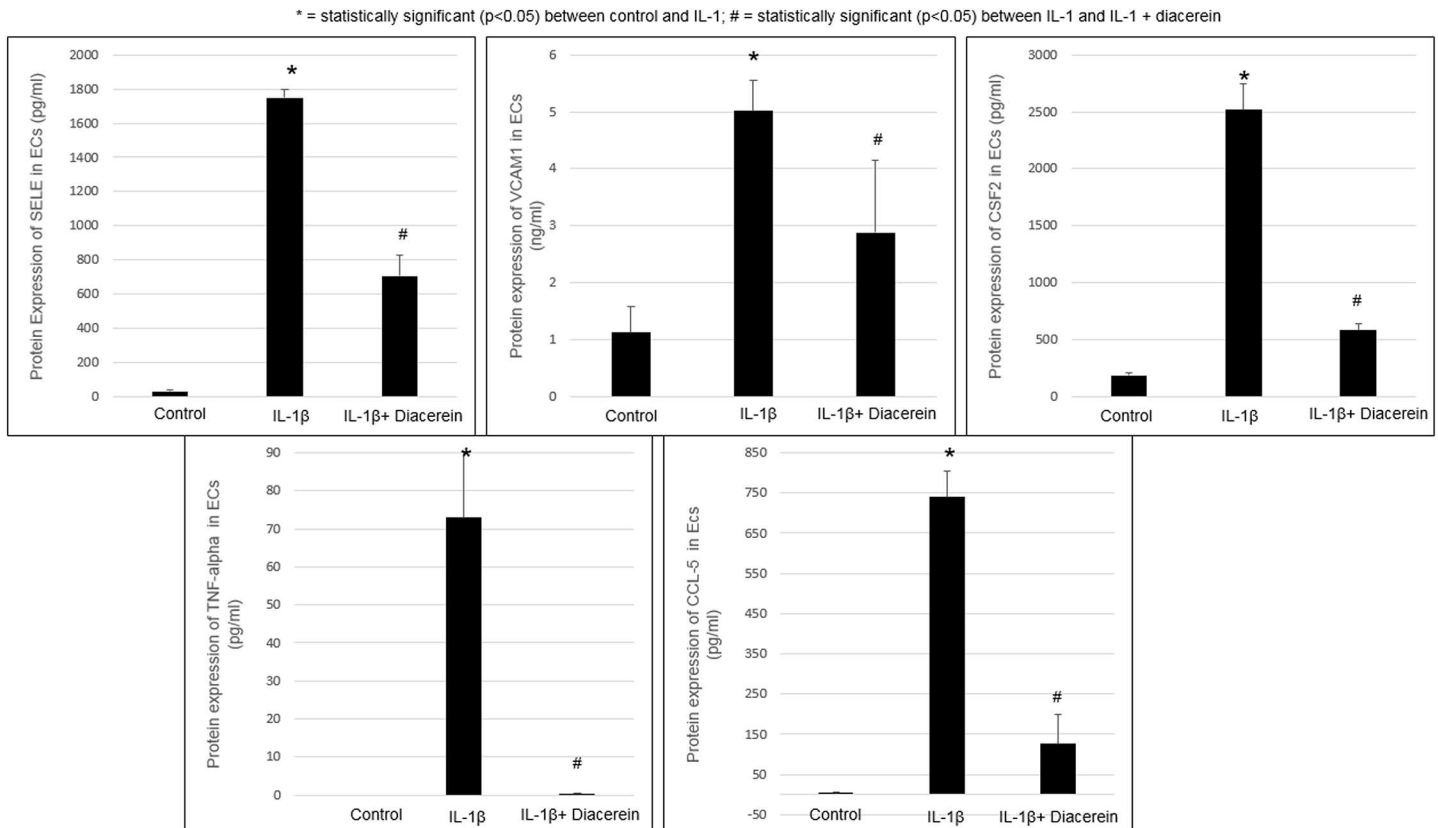 * = statistically significant (p<0.05) between control and IL-1; # = statistically significant (p<0.05) between IL-1 and IL-1 + diacerein
Protein Expression of SELE in ECs (pg/ml)
2000
1800
1600
1400
1200
1000
800
600
400
200
0
*
#
Control
IL-1β
IL-1β+ Diacerein
Protein expression of VCAM1 in ECs
(ng/ml)
6
5
4
3
2
1
0
*
#
Control
IL-1β
IL-1β+ Diacerein
Protein expression of CSF2 in ECs (pg/ml)
3000
2500
2000
1500
1000
500
0
*
#
Control
IL-1β
IL-1β+ Diacerein
Protein expression of TNF-alpha in ECs
(pg/ml)
90
80
70
60
50
40
30
20
10
0
*
#
Control
IL-1β
IL-1β+ Diacerein
Protein expression of CCL-5 in Ecs
(pg/ml)
850
750
650
550
450
350
250
150
50
-50
*
#
Control
IL-1β
IL-1β+ Diacerein